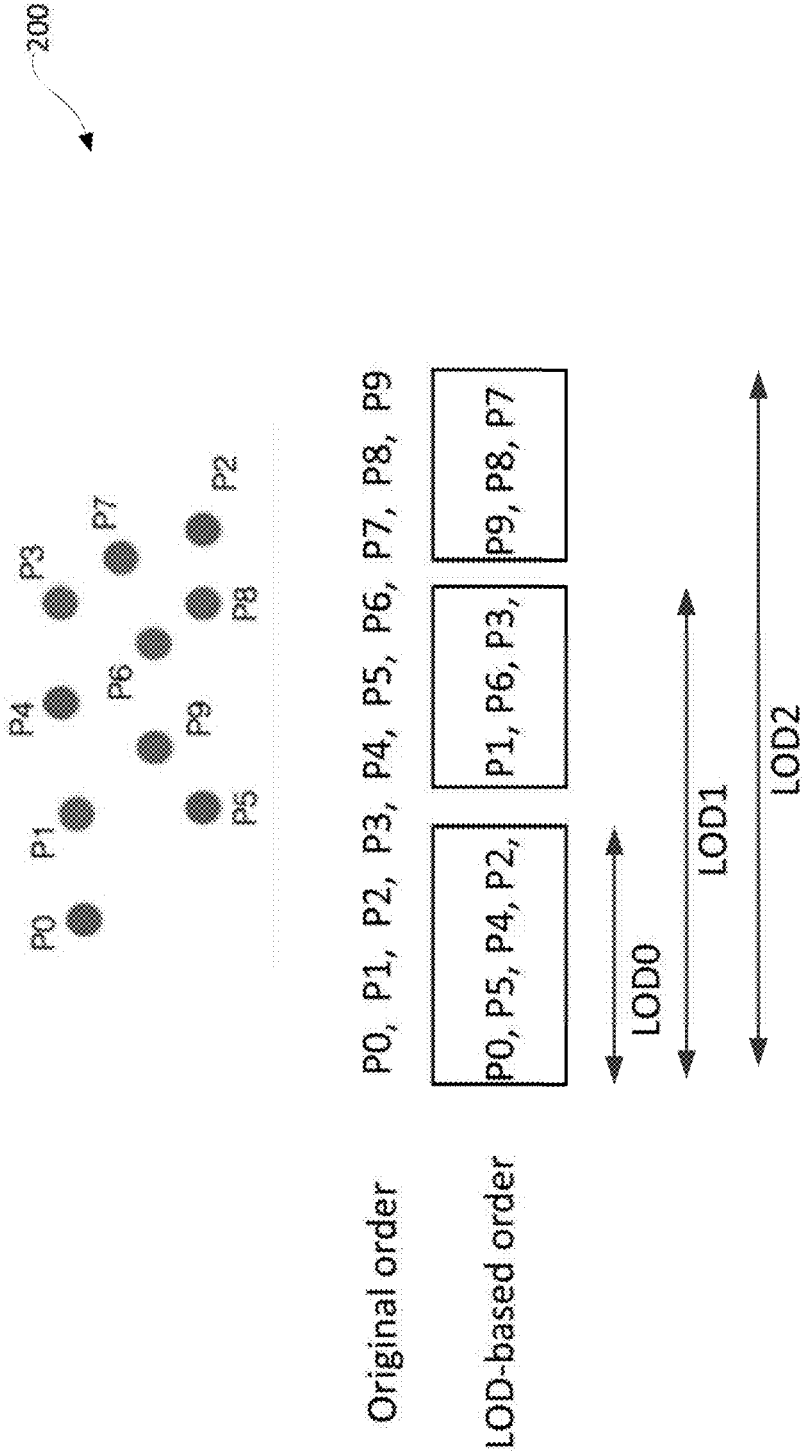 200
P0
P1
P4
P3
P7
P2
P6
P9
P8
P5
Original order
P0, P1, P2, P3, P4, P5, P6, P7, P8, P9
LOD-based order
P0, P5, P4, P2,
P1, P6, P3,
P9, P8, P7
LOD0
LOD1
LOD2